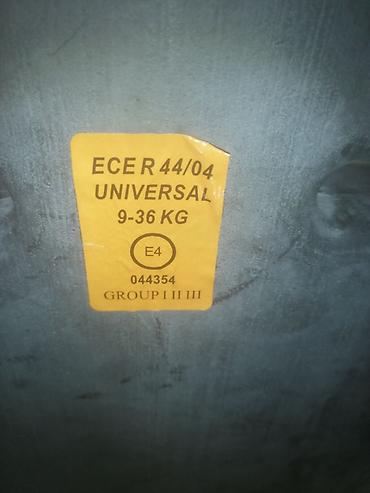 ECE R 44/04
UNIVERSAL
9-36 KG
E4
044354
GROUP I II III